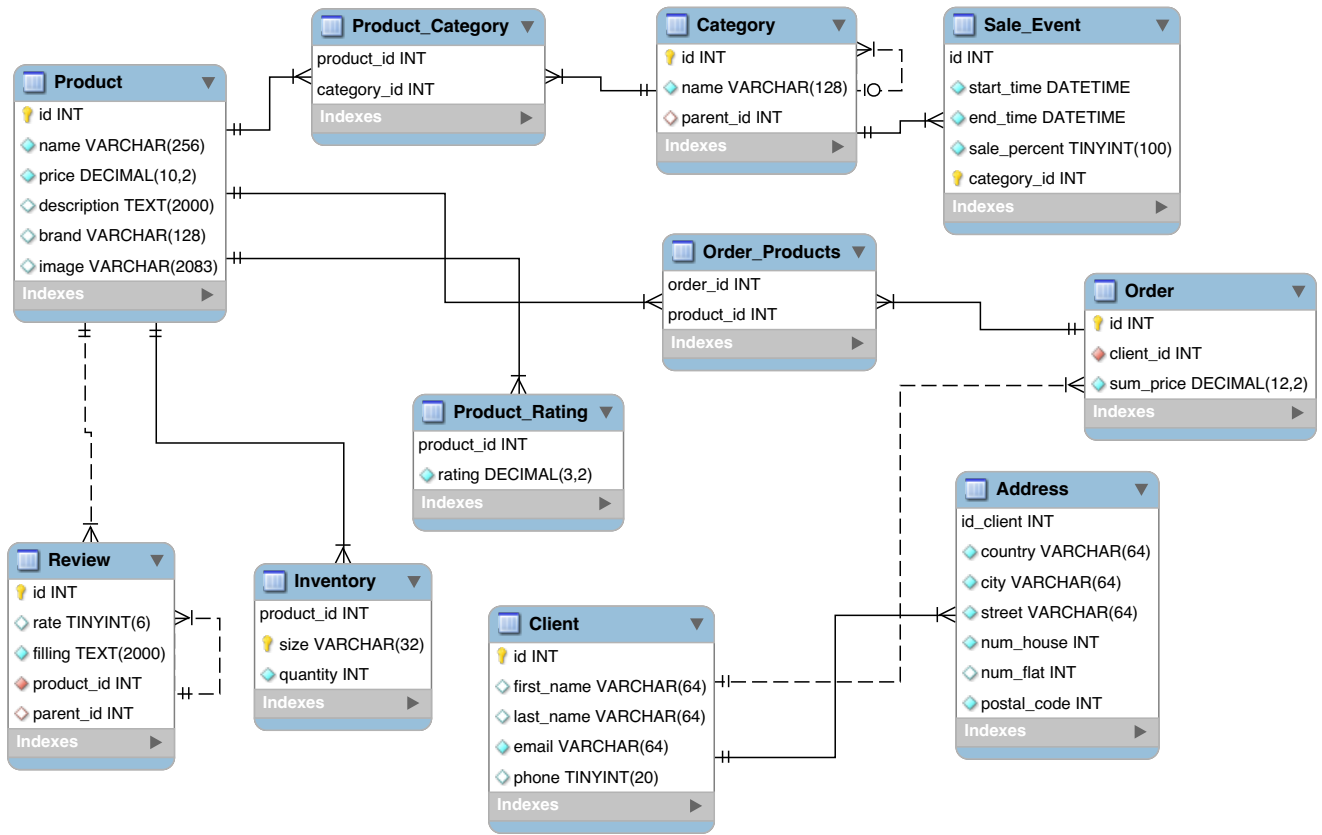 Product
id INT
name VARCHAR(256)
price DECIMAL(10,2)
description TEXT(2000)
brand VARCHAR(128)
image VARCHAR(2083)
Indexes
Product_Category
product_id INT
category_id INT
Indexes
Category
id INT
name VARCHAR(128)
parent_id INT
Indexes
Sale_Event
id INT
start_time DATETIME
end_time DATETIME
sale_percent TINYINT(100)
category_id INT
Indexes
Order_Products
order_id INT
product_id INT
Indexes
Order
id INT
client_id INT
sum_price DECIMAL(12,2)
Indexes
Product_Rating
product_id INT
rating DECIMAL(3,2)
Indexes
Address
id_client INT
country VARCHAR(64)
city VARCHAR(64)
street VARCHAR(64)
num_house INT
num_flat INT
postal_code INT
Indexes
Review
id INT
rate TINYINT(6)
filling TEXT(2000)
product_id INT
parent_id INT
Indexes
Inventory
product_id INT
size VARCHAR(32)
quantity INT
Indexes
Client
id INT
first_name VARCHAR(64)
last_name VARCHAR(64)
email VARCHAR(64)
phone TINYINT(20)
Indexes